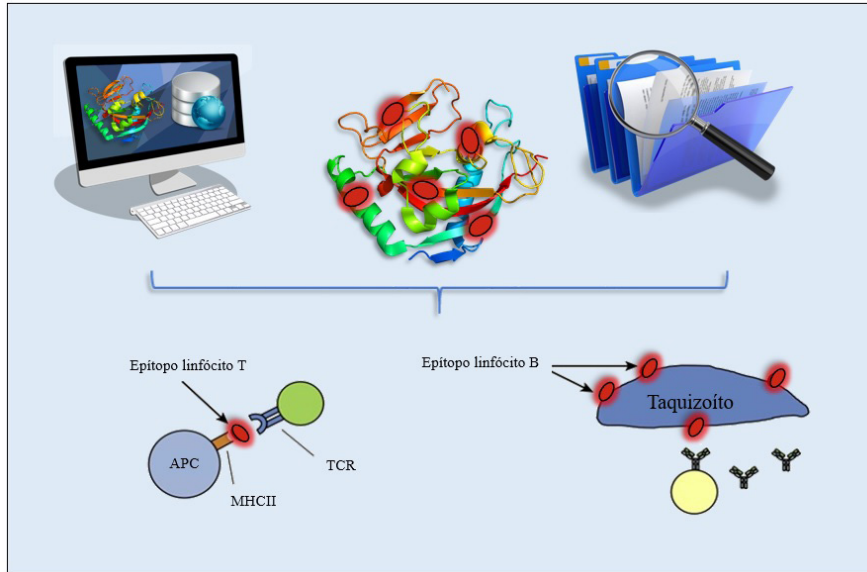 Epítopo linfócito T
Epítopo linfócito B
Taquizoíto
APC
TCR
MHCII